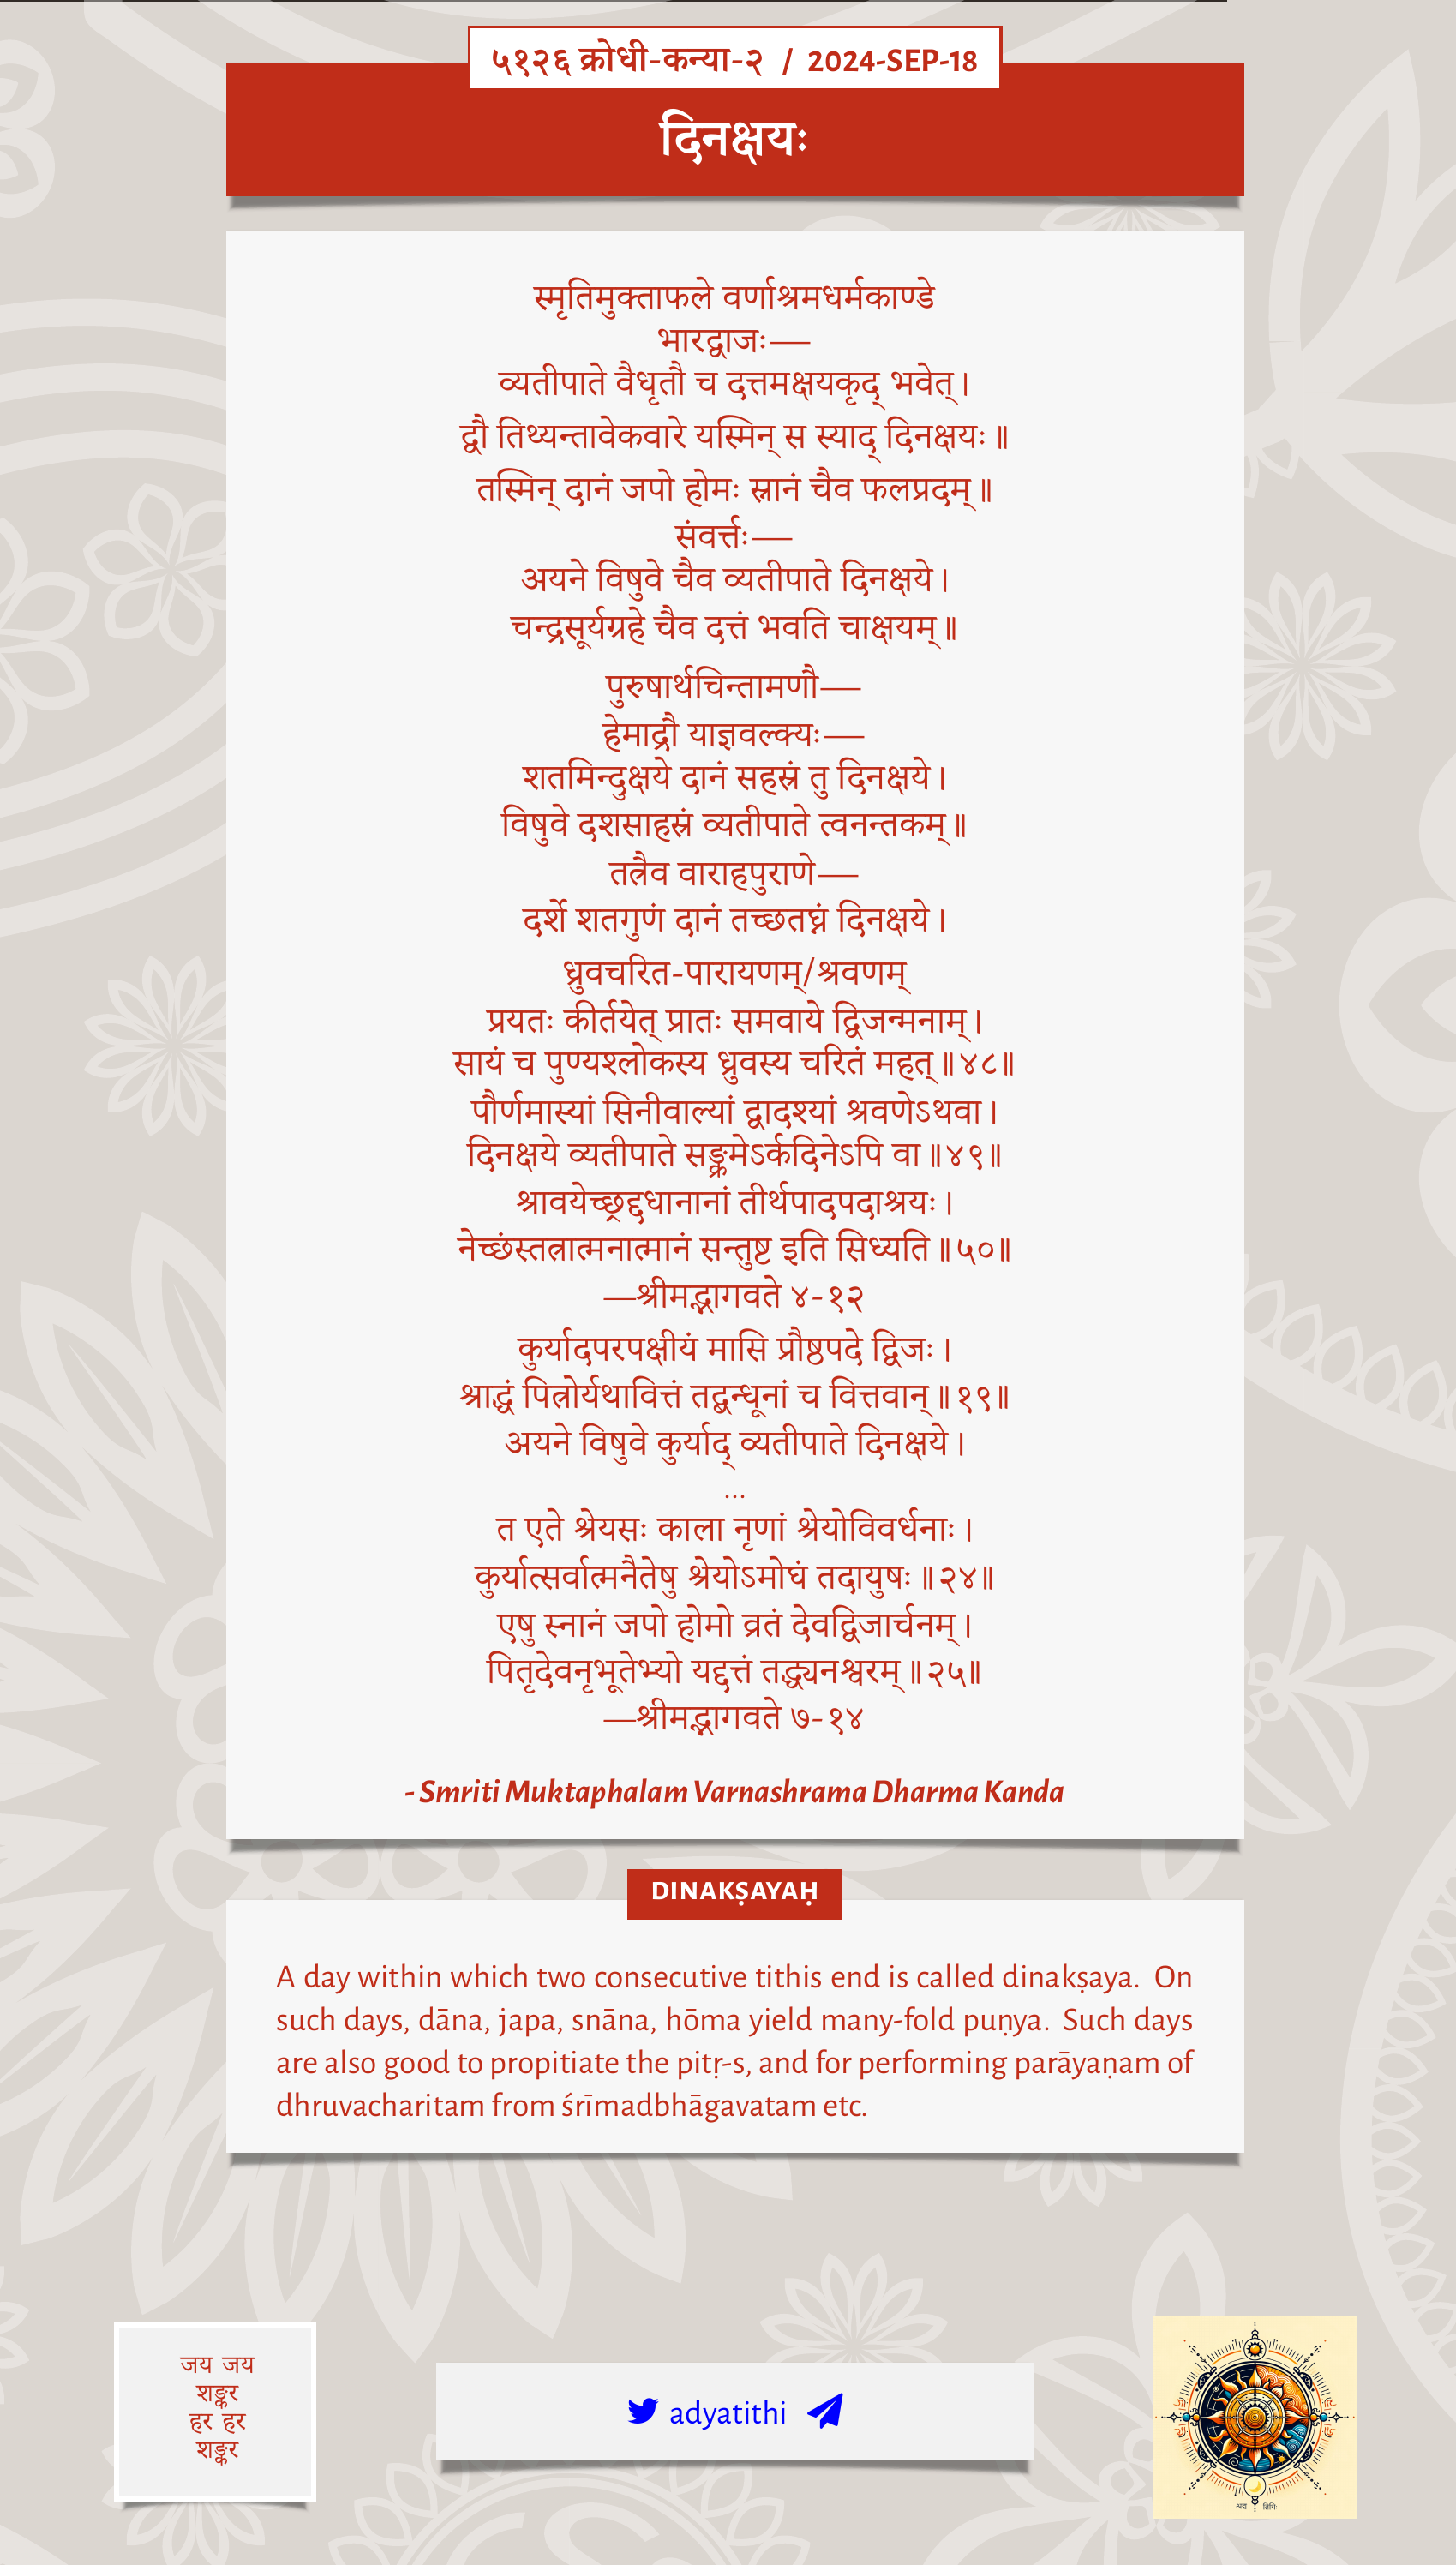 ५१२६ क्रोधी-कन्या-२ / 2024-SEP-18
दिनक्षयः
स्मृतिमुक्ताफले वर्णाश्रमधर्मकाण्डे
भारद्वाजः—
व्यतीपाते वैधृतौ च दत्तमक्षयकृद् भवेत्।
द्वौ तिथ्यन्तावेकवारे यस्मिन् स स्याद् दिनक्षयः॥
तस्मिन् दानं जपो होमः स्नानं चैव फलप्रदम्॥
संवर्त्तः—
अयने विषुवे चैव व्यतीपाते दिनक्षये।
चन्द्रसूर्यग्रहे चैव दत्तं भवति चाक्षयम्॥
पुरुषार्थचिन्तामणौ—
हेमाद्रौ याज्ञवल्क्यः—
शतमिन्दुक्षये दानं सहस्रं तु दिनक्षये।
विषुवे दशसाहस्रं व्यतीपाते त्वनन्तकम्॥
तत्रैव वाराहपुराणे—
दर्शे शतगुणं दानं तच्छतघ्नं दिनक्षये।
ध्रुवचरित-पारायणम्/श्रवणम्
प्रयतः कीर्तयेत् प्रातः समवाये द्विजन्मनाम्।
सायं च पुण्यश्लोकस्य ध्रुवस्य चरितं महत्॥४८॥
पौर्णमास्यां सिनीवाल्यां द्वादश्यां श्रवणेऽथवा।
दिनक्षये व्यतीपाते सङ्क्रमेऽर्कदिनेऽपि वा॥४९॥
श्रावयेच्छ्रद्दधानानां तीर्थपादपदाश्रयः।
नेच्छंस्तत्रात्मनात्मानं सन्तुष्ट इति सिध्यति॥५०॥
—श्रीमद्भागवते ४-१२
कुर्यादपरपक्षीयं मासि प्रौष्ठपदे द्विजः।
श्राद्धं पित्रोर्यथावित्तं तद्बन्धूनां च वित्तवान्॥१९॥
अयने विषुवे कुर्याद् व्यतीपाते दिनक्षये।
...
त एते श्रेयसः काला नृणां श्रेयोविवर्धनाः।
कुर्यात्सर्वात्मनैतेषु श्रेयोऽमोघं तदायुषः॥२४॥
एषु स्नानं जपो होमो व्रतं देवद्विजार्चनम्।
पितृदेवनृभूतेभ्यो यद्दत्तं तद्ध्यनश्वरम्॥२५॥
—श्रीमद्भागवते ७-१४
- Smriti Muktaphalam Varnashrama Dharma Kanda
DINAKṢAYAḤ
A day within which two consecutive tithis end is called dinakṣaya. On
such days, dāna, japa, snāna, hōma yield many-fold puṇya. Such days
are also good to propitiate the pitṛ-s, and for performing parāyaṇam of
dhruvacharitam from śrīmadbhāgavatam etc.
जय जय
शङ्कर
हर हर
शङ्कर
adyatithi
अद्य तिथिः